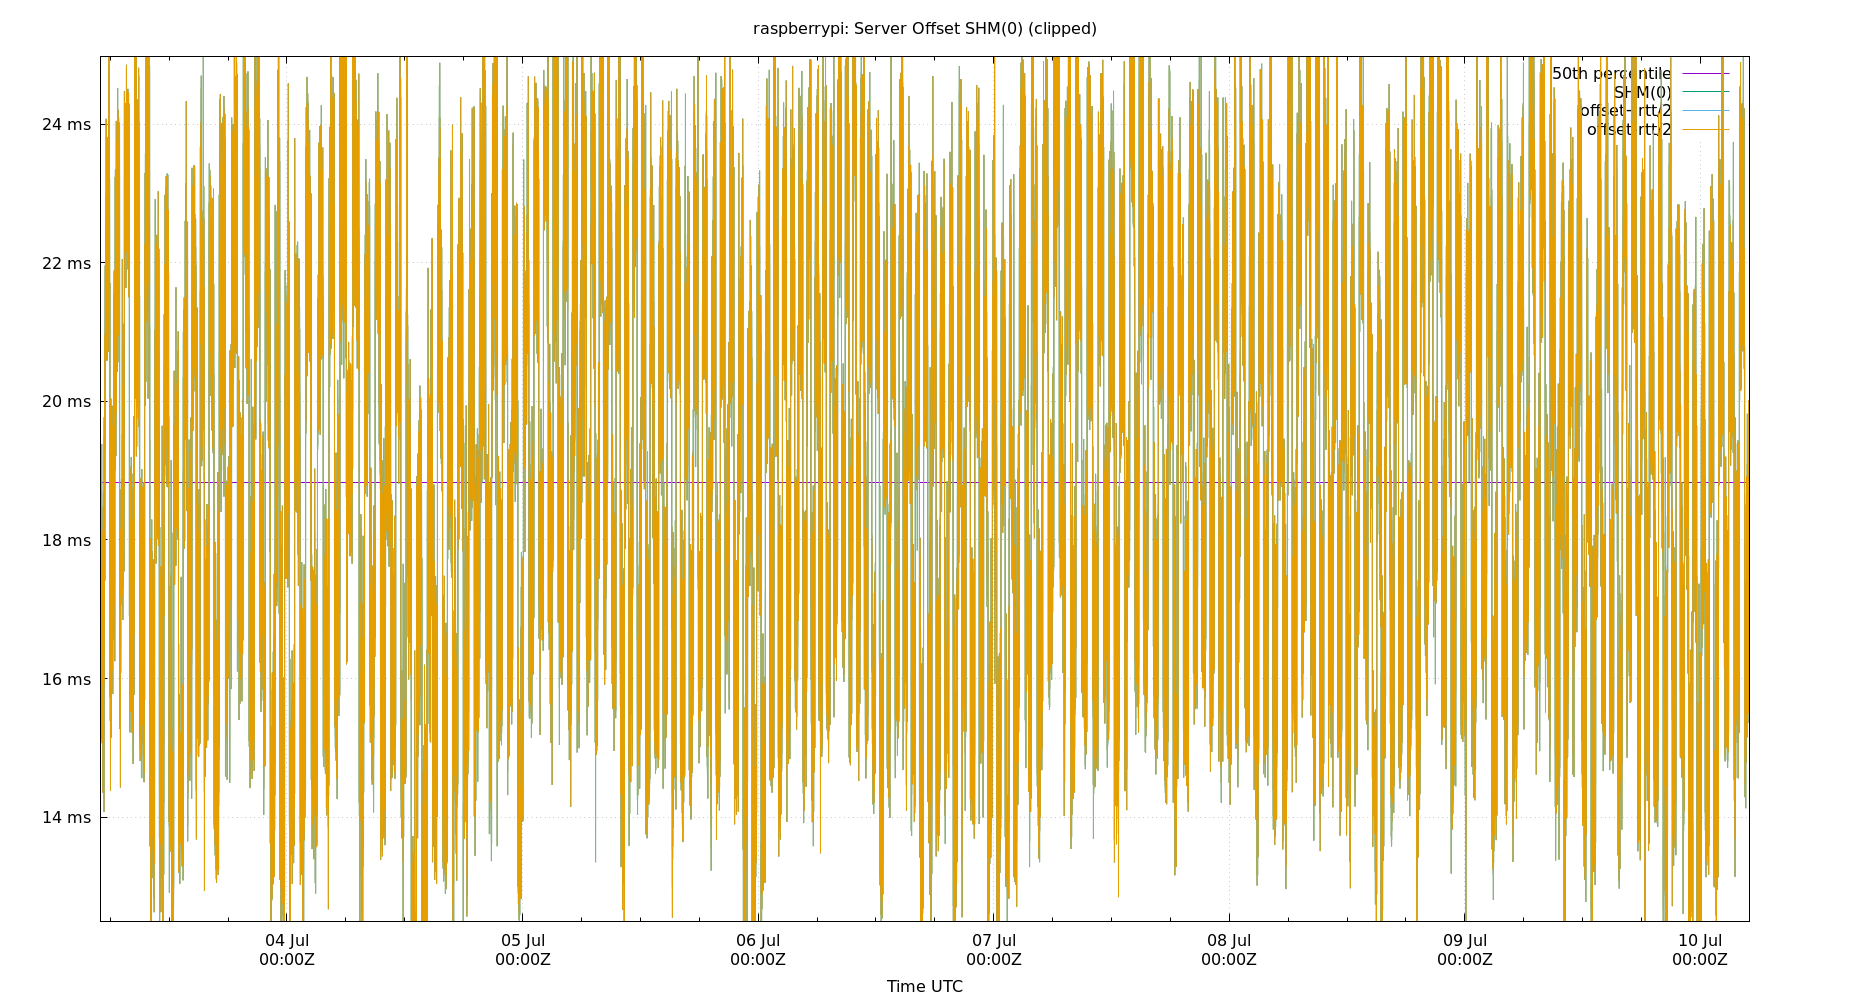 raspberrypi: Server Offset SHM(0) (clipped)
50th percentile
SHM(0)
offset+rtt/2
offset-rtt/2
24 ms
22 ms
20 ms
18 ms
16 ms
14 ms
04 Jul
00:00Z
05 Jul
00:00Z
06 Jul
00:00Z
07 Jul
00:00Z
08 Jul
00:00Z
09 Jul
00:00Z
10 Jul
00:00Z
Time UTC